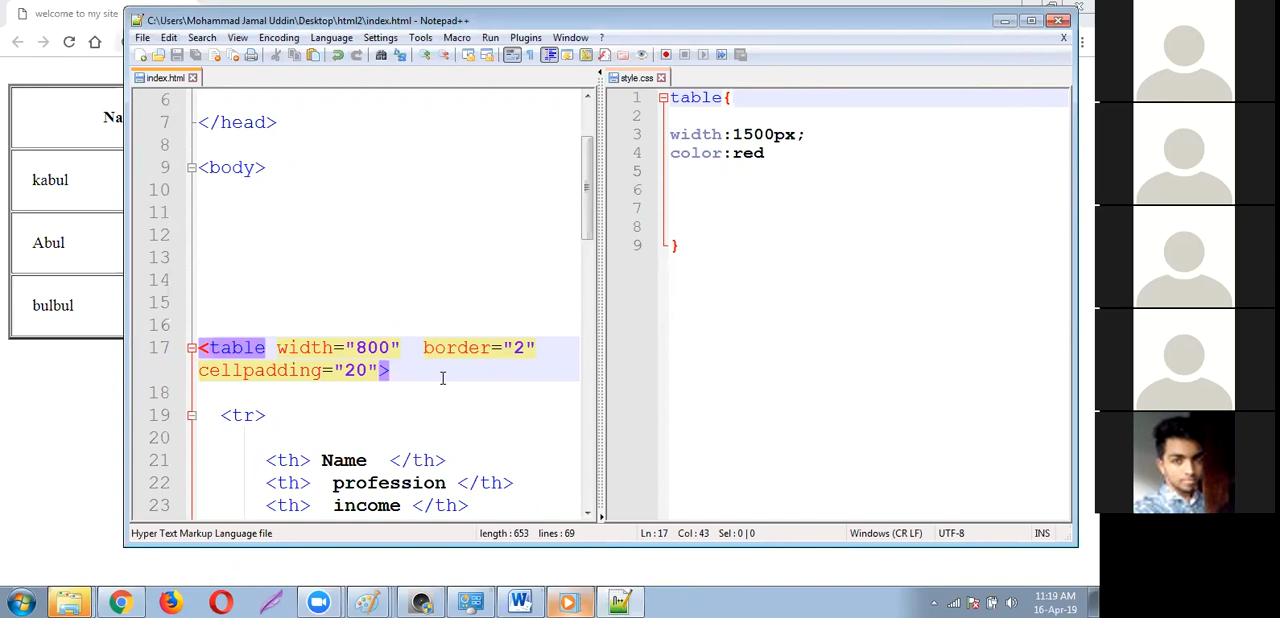 welcome to my site
C:\Users\Mohammad Jamal Uddin\Desktop\html2\index.html - Notepad++
File Edit Search View Encoding Language Settings Tools Macro Run Plugins Window ? X
index.html
style.css
6
7 </head>
8
9 <body>
10
11
12
13
14
15
16
17 <table width="800" border="2"
cellpadding="20">
18
19 <tr>
20
21 <th> Name </th>
22 <th> profession </th>
23 <th> income </th>
1 table{
2
3 width:1500px;
4 color:red
5
6
7
8
9 }
Na
kabul
Abul
bulbul
Hyper Text Markup Language file length : 653 lines : 69 Ln : 17 Col : 43 Sel : 0 | 0 Windows (CR LF) UTF-8 INS
11:19 AM
16-Apr-19